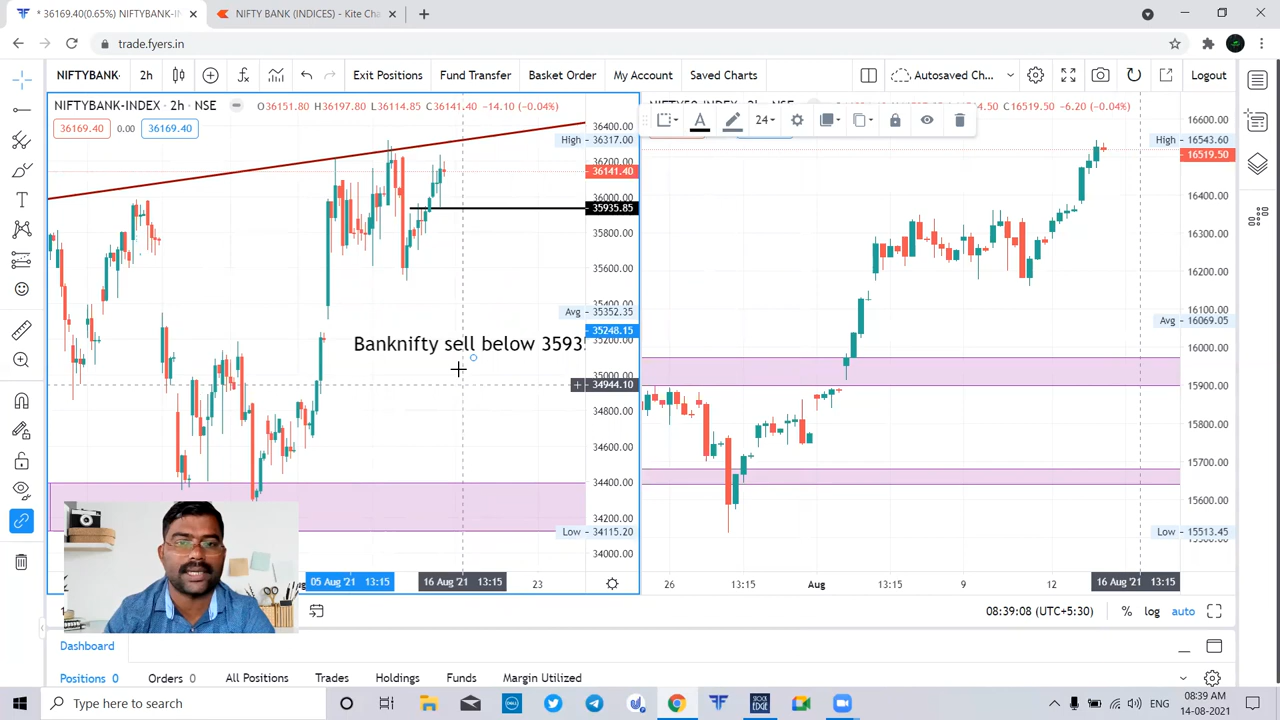 * 36169.40(0.65%) NIFTYBANK-IN
NIFTY BANK (INDICES) - Kite Cha
trade.fyers.in
NIFTYBANK- 2h Exit Positions Fund Transfer Basket Order My Account Saved Charts Autosaved Ch... Logout
NIFTYBANK-INDEX · 2h · NSE O36151.80 H36197.80 L36114.85 C36141.40 -14.10 (-0.04%)
36169.40 0.00 36169.40
16519.50 -6.20 (-0.04%)
24
36400.00
High - 36317.00
36200.00
36141.40
35935.85
35800.00
35600.00
35400.00
Avg - 35352.35
35248.15
35200.00
35000.00
34944.10
34800.00
34600.00
34400.00
34200.00
Low - 34115.20
34000.00
Banknifty sell below 3593
05 Aug '21 13:15
16 Aug '21 13:15
23
16600.00
High - 16543.60
16519.50
16400.00
16300.00
16200.00
16100.00
Avg - 16069.05
16000.00
15900.00
15800.00
15700.00
15600.00
Low - 15513.45
26 13:15 Aug 13:15 9 12 16 Aug '21 13:15
08:39:08 (UTC+5:30) % log auto
Dashboard
Positions 0 Orders 0 All Positions Trades Holdings Funds Margin Utilized
Type here to search
ENG
08:39 AM
14-08-2021